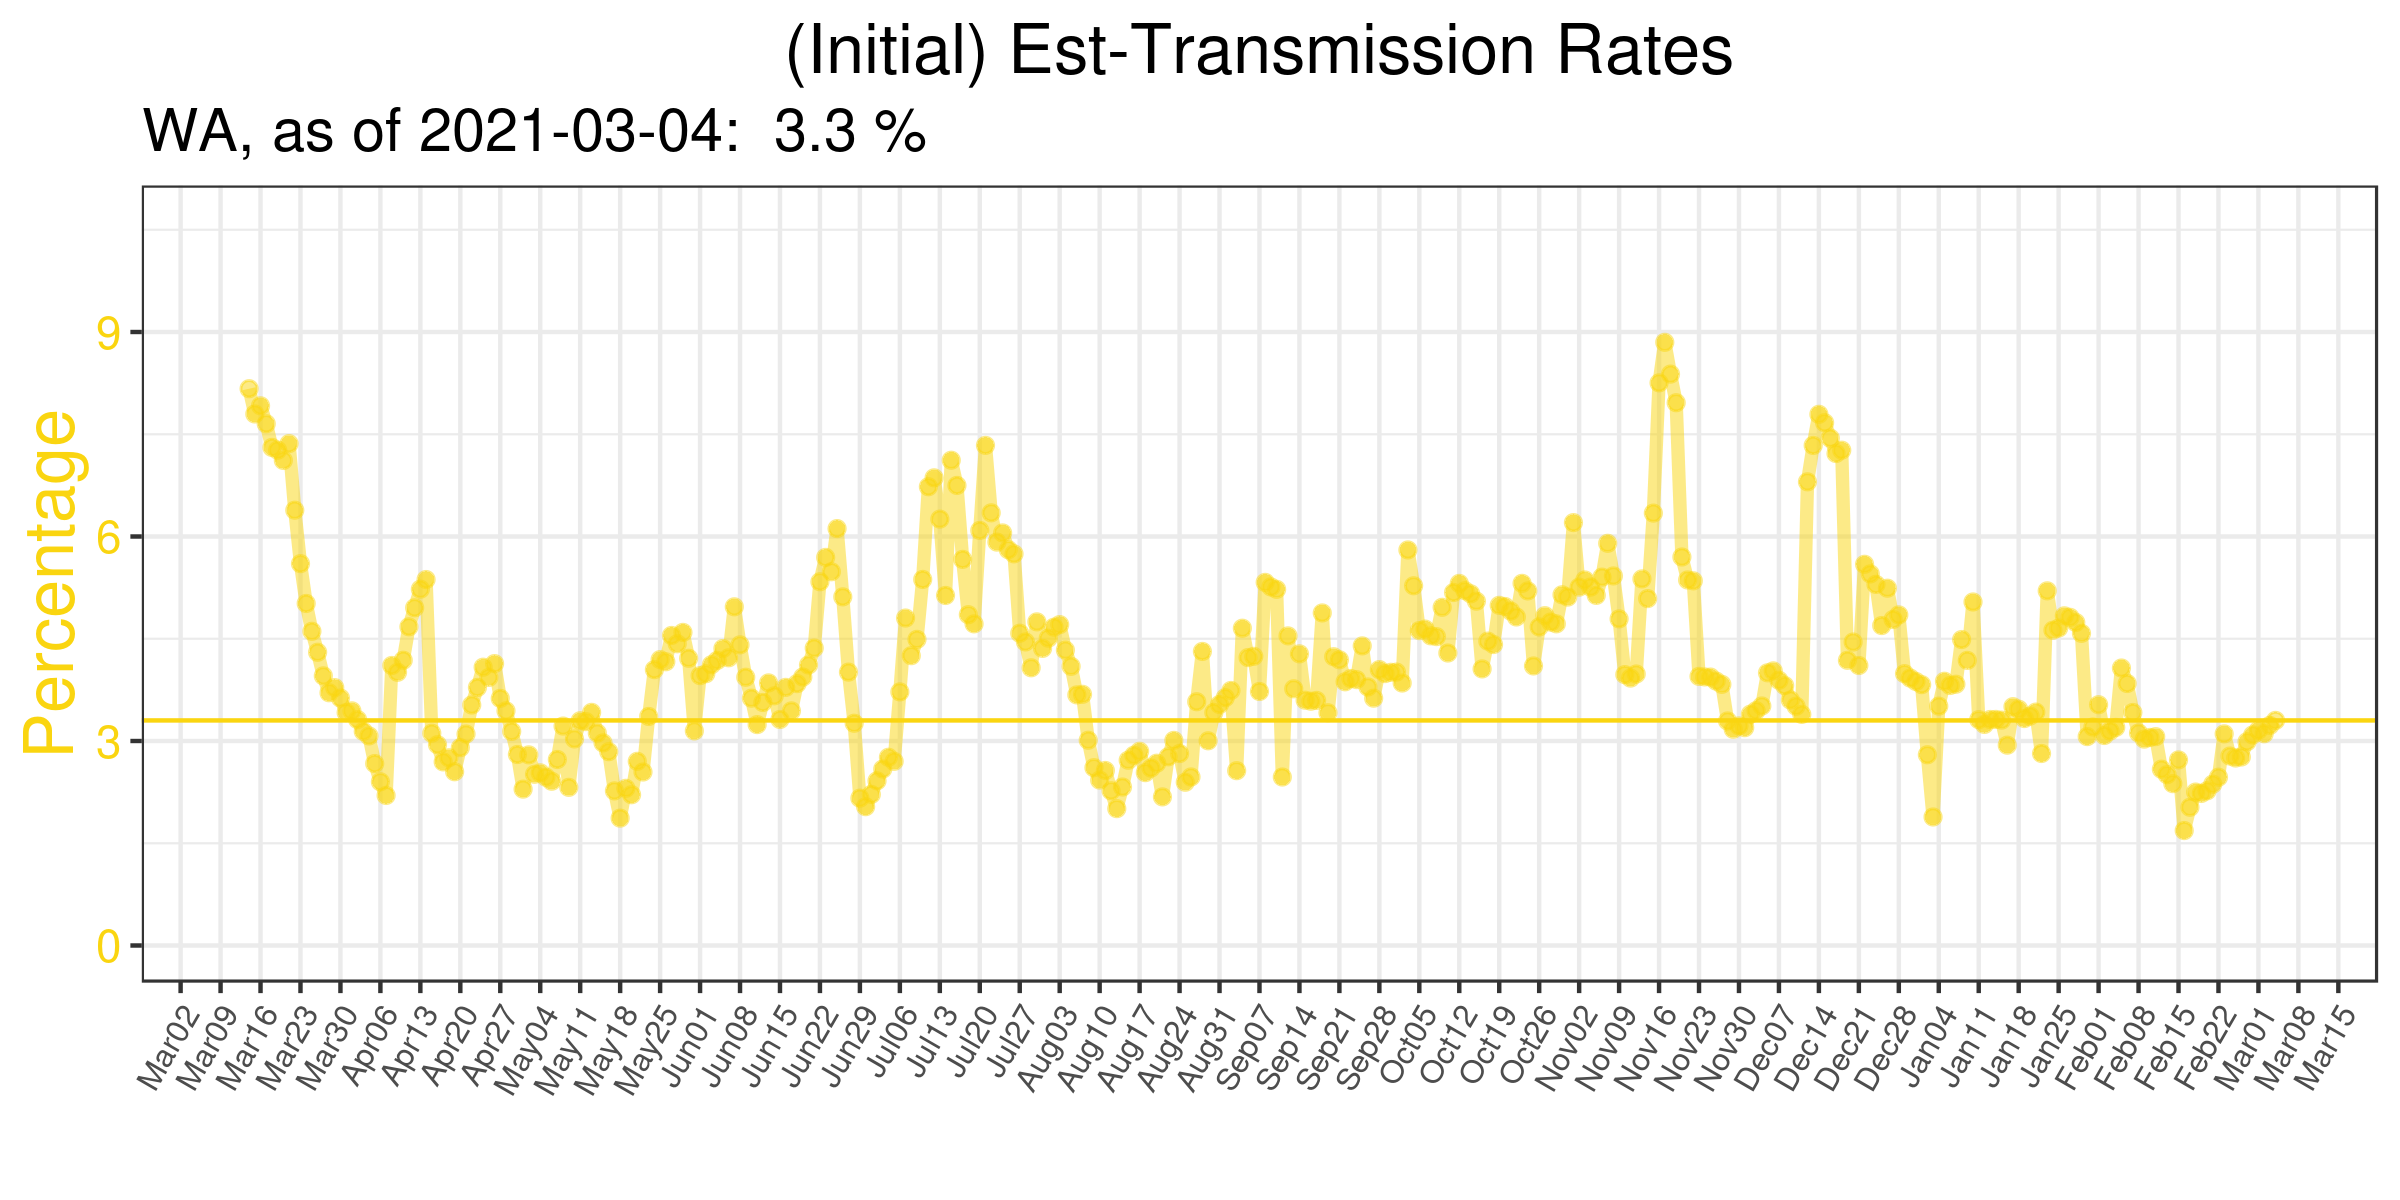 (Initial) Est-Transmission Rates
WA, as of 2021-03-04:  3.3 %
Percentage
9
6
3
0
Mar02 Mar09 Mar16 Mar23 Mar30 Apr06 Apr13 Apr20 Apr27 May04 May11 May18 May25 Jun01 Jun08 Jun15 Jun22 Jun29 Jul06 Jul13 Jul20 Jul27 Aug03 Aug10 Aug17 Aug24 Aug31 Sep07 Sep14 Sep21 Sep28 Oct05 Oct12 Oct19 Oct26 Nov02 Nov09 Nov16 Nov23 Nov30 Dec07 Dec14 Dec21 Dec28 Jan04 Jan11 Jan18 Jan25 Feb01 Feb08 Feb15 Feb22 Mar01 Mar08 Mar15